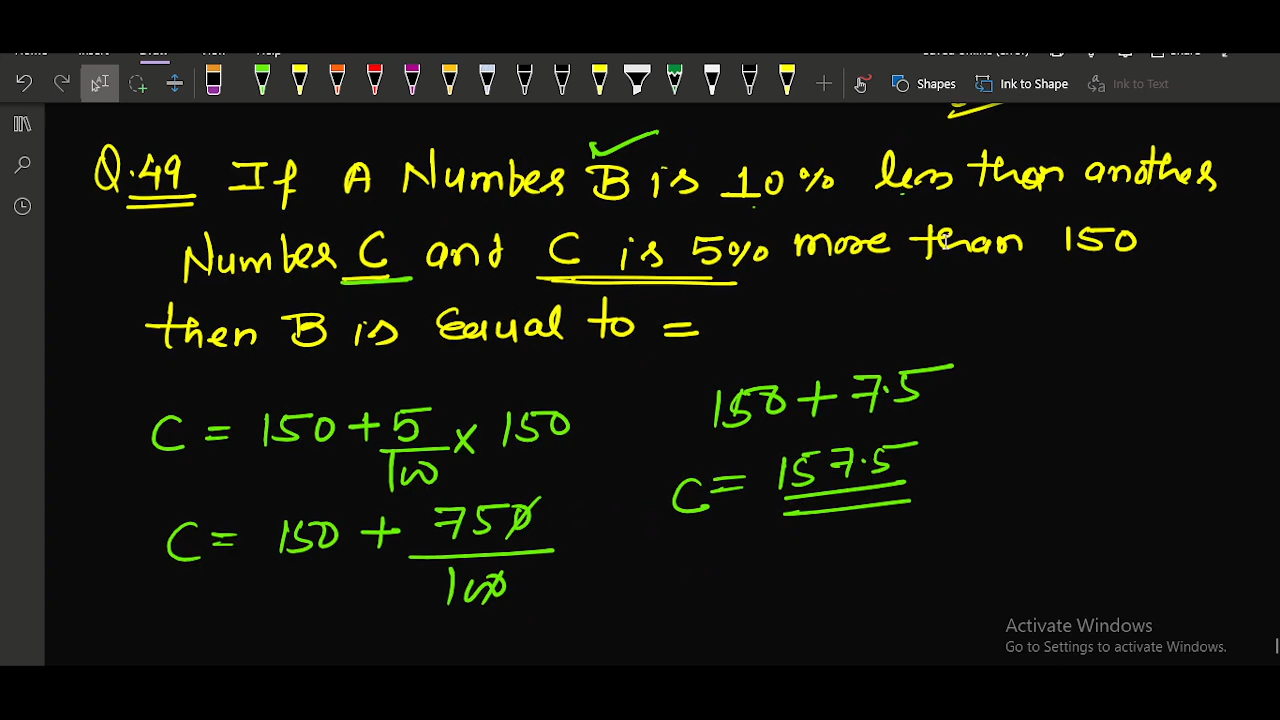 Shapes
Ink to Shape
Ink to Text
Q.49 If A Number B is 10% less than another
Number C and C is 5% more than 150
then B is Equal to =
C = 150 + 5/100 × 150
C = 150 + 750/100
150 + 7.5
C = 157.5
Activate Windows
Go to Settings to activate Windows.